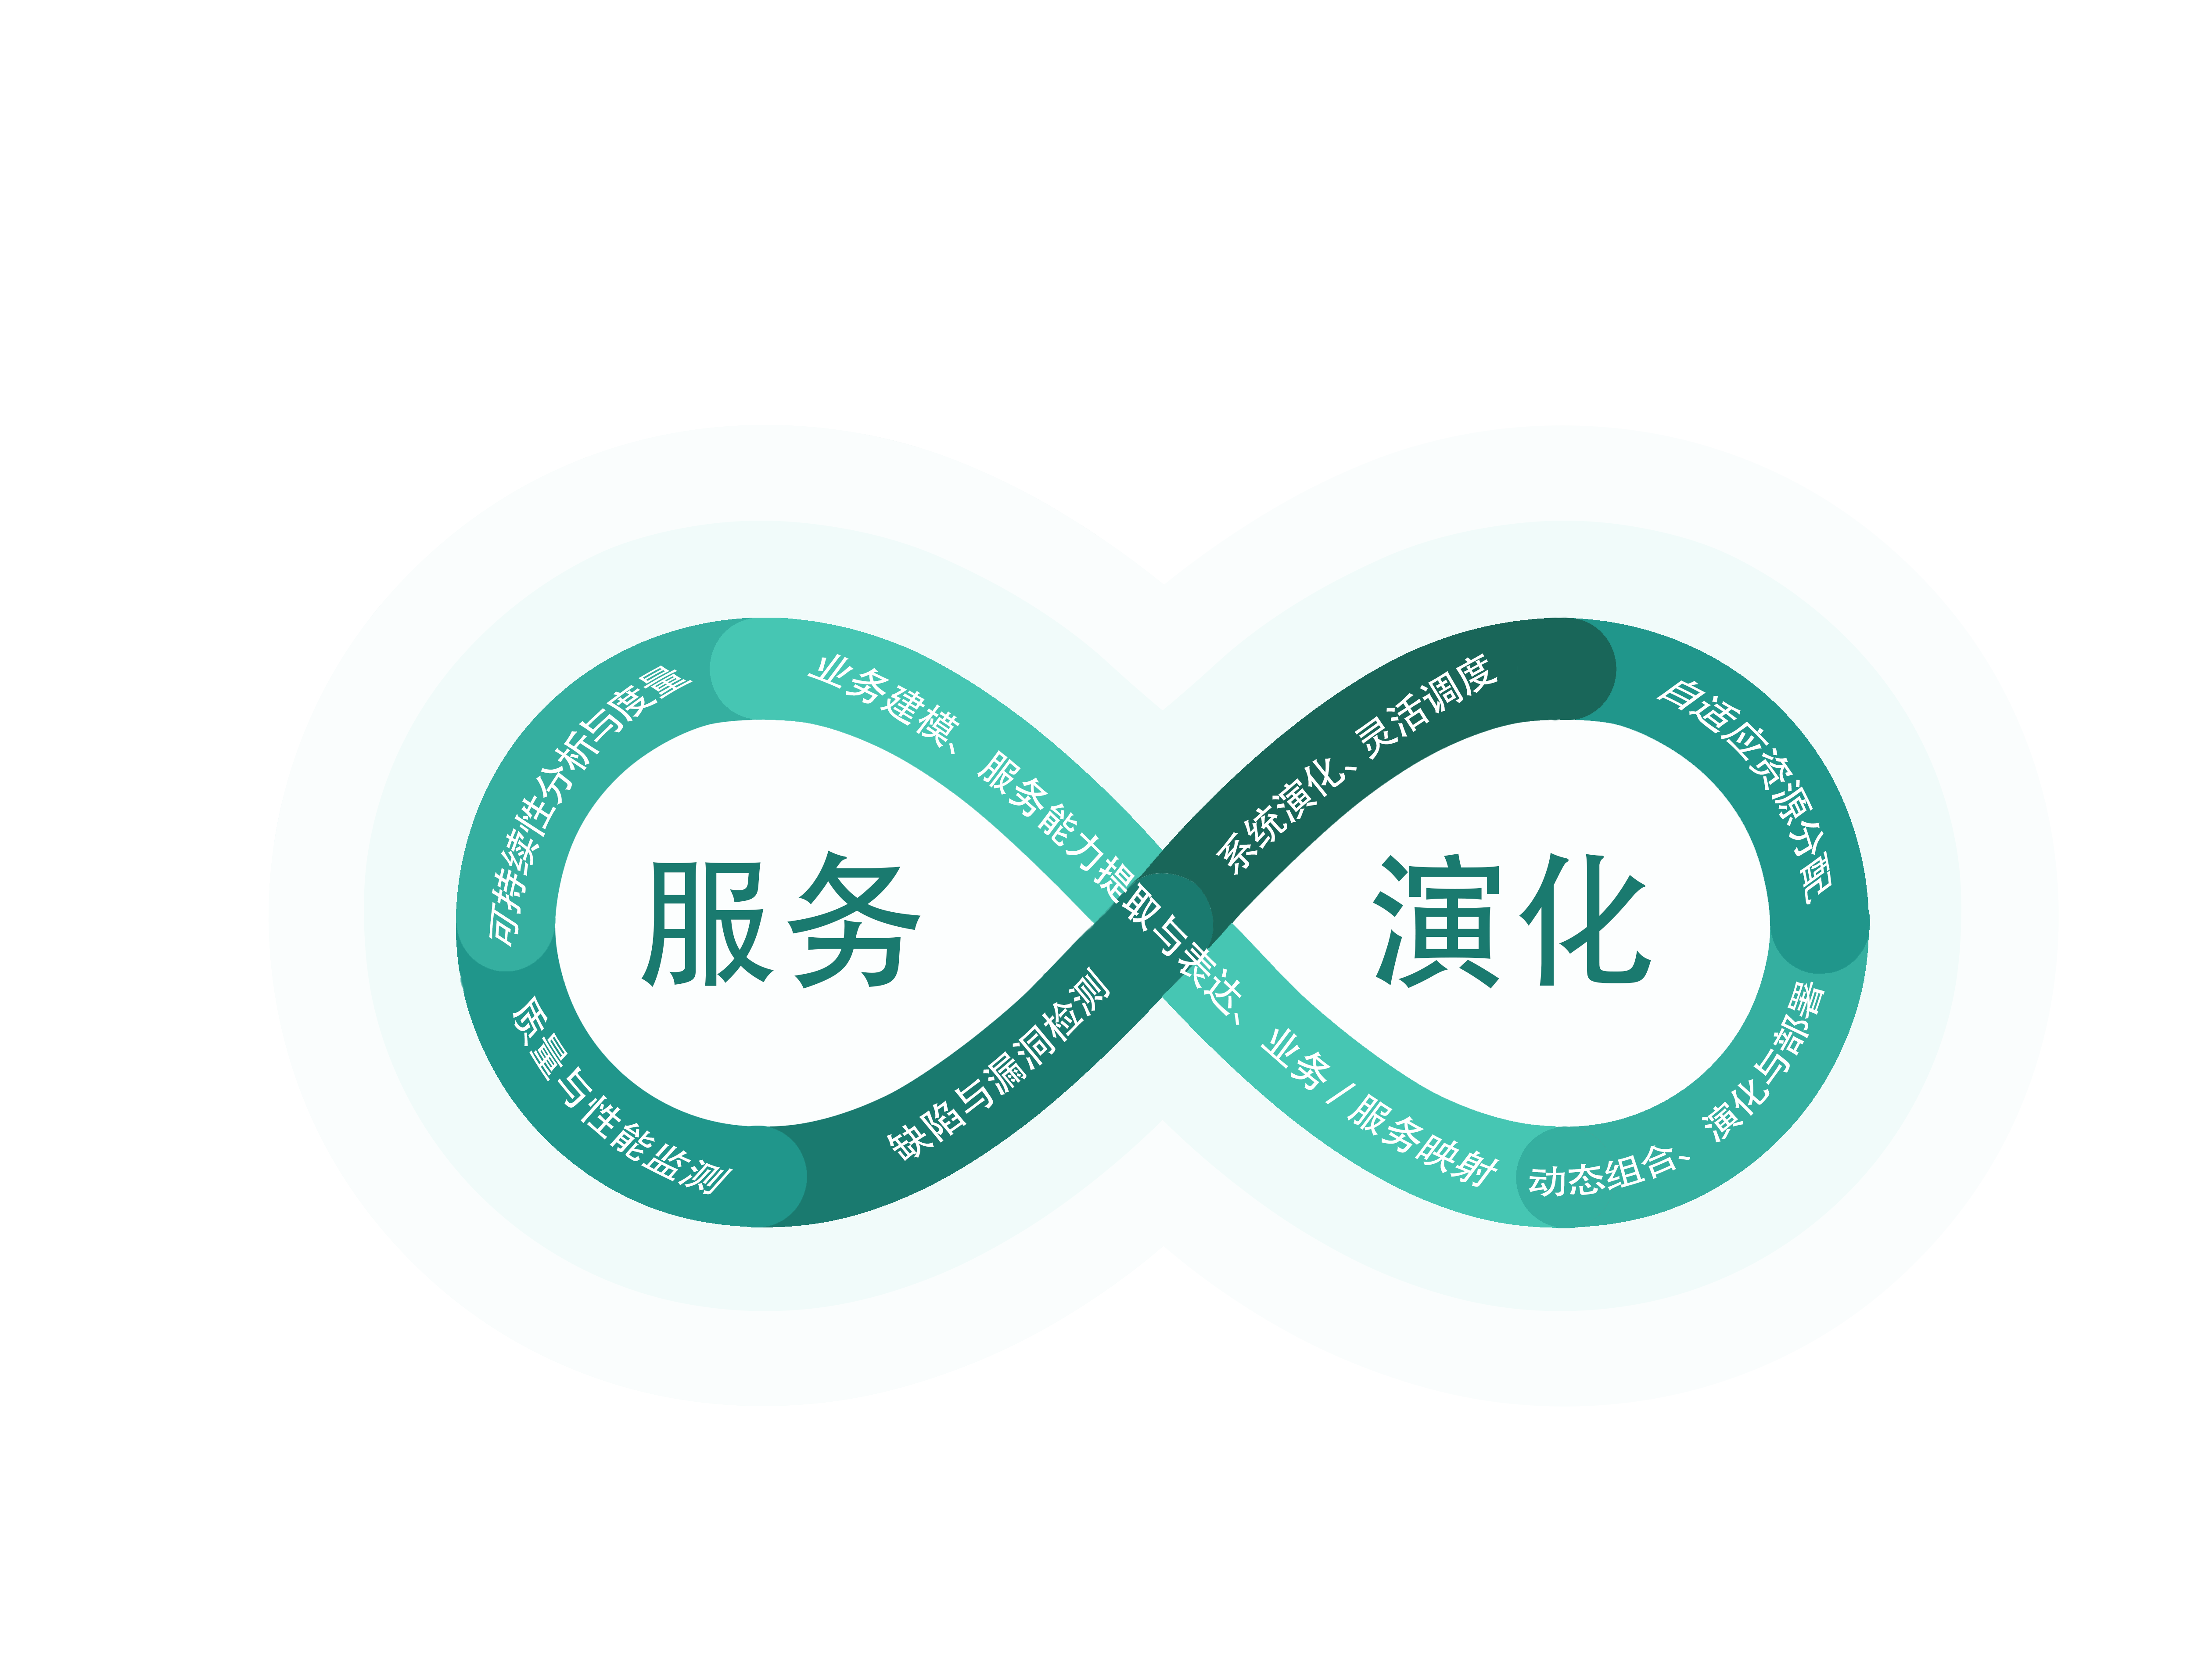 可持续性分析与度量
业务建模、服务能力提取与表达、业务/服务映射
系统演化、灵活调度
自适应资源分配
服务
演化
质量与性能监测
缺陷与漏洞检测
动态组合、演化与部署